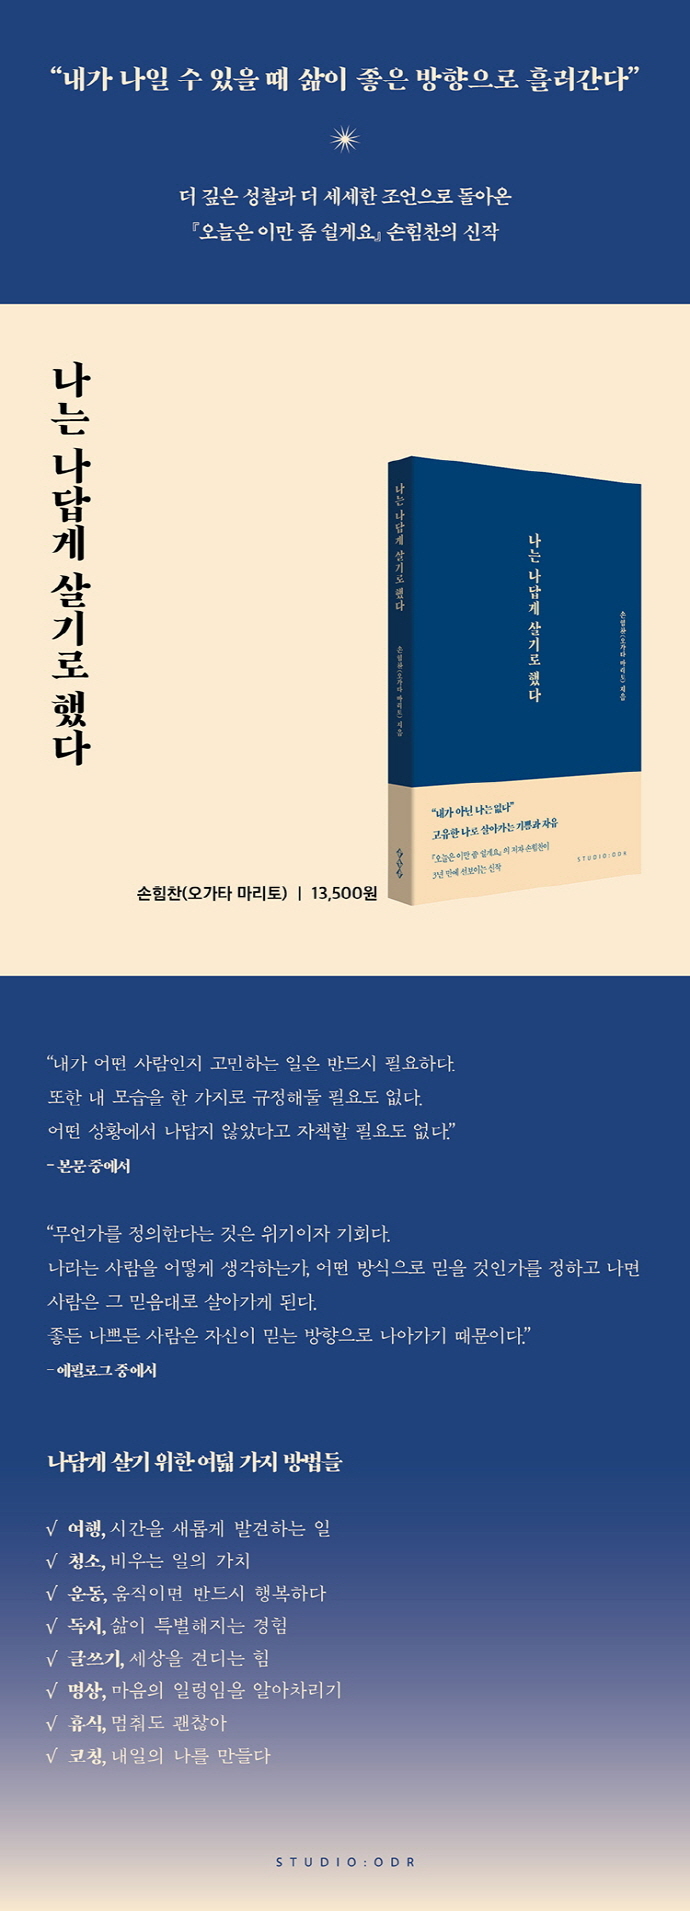 “내가 나일 수 있을 때 삶이 좋은 방향으로 흘러간다”
더 깊은 성찰과 더 세세한 조언으로 돌아온
『오늘은 이만 좀 쉴게요』 손힘찬의 신작
나는 나답게 살기로 했다
나는 나답게 살기로 했다
손힘찬(오가타 마리토) 지음
나는 나답게 살기로 했다
손힘찬(오가타 마리토) 지음
“내가 아닌 나는 없다”
고유한 나로 살아가는 기쁨과 자유
『오늘은 이만 좀 쉴게요』의 저자 손힘찬이
3년 만에 선보이는 신작
STUDIO:ODR
손힘찬(오가타 마리토) | 13,500원
“내가 어떤 사람인지 고민하는 일은 반드시 필요하다.
또한 내 모습을 한 가지로 규정해둘 필요도 없다.
어떤 상황에서 나답지 않았다고 자책할 필요도 없다.”
- 본문 중에서
“무언가를 정의한다는 것은 위기이자 기회다.
나라는 사람을 어떻게 생각하는가, 어떤 방식으로 믿을 것인가를 정하고 나면
사람은 그 믿음대로 살아가게 된다.
좋든 나쁘든 사람은 자신이 믿는 방향으로 나아가기 때문이다.”
- 에필로그 중에서
나답게 살기 위한 여덟 가지 방법들
√ 여행, 시간을 새롭게 발견하는 일
√ 청소, 비우는 일의 가치
√ 운동, 움직이면 반드시 행복하다
√ 독서, 삶이 특별해지는 경험
√ 글쓰기, 세상을 견디는 힘
√ 명상, 마음의 일렁임을 알아차리기
√ 휴식, 멈춰도 괜찮아
√ 코칭, 내일의 나를 만들다
STUDIO:ODR